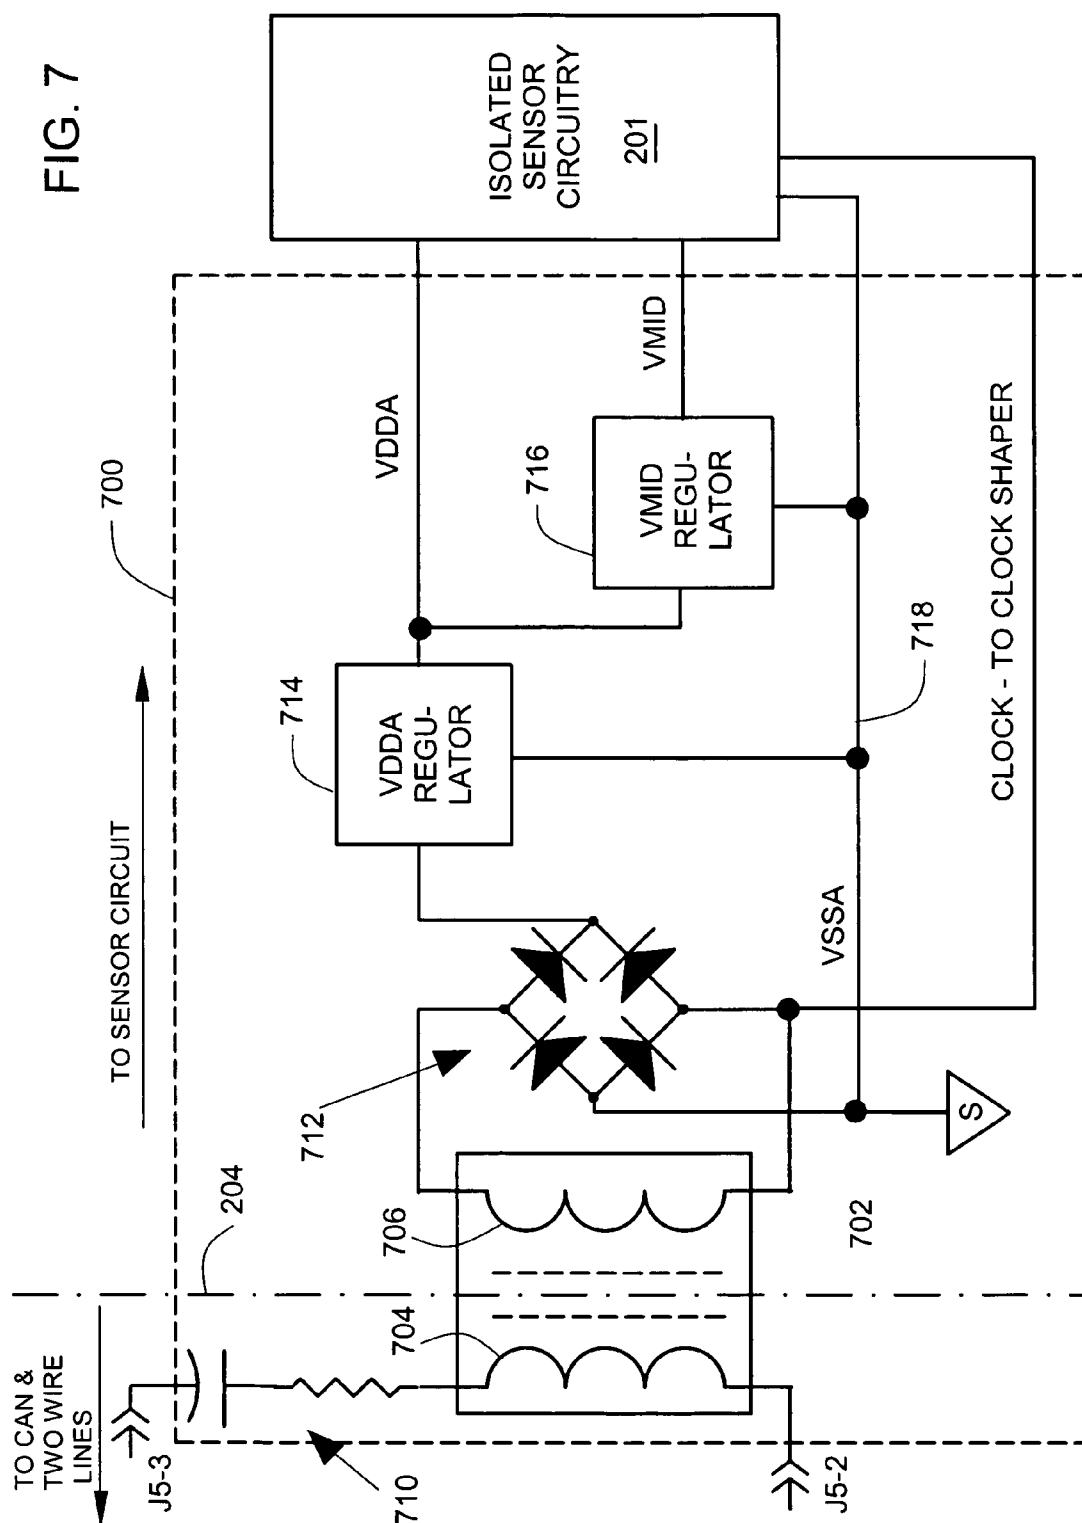 FIG. 7
TO CAN &
TWO WIRE
LINES
TO SENSOR CIRCUIT
700
204
J5-3
710
704
706
702
J5-2
712
714
VDDA
REGU-
LATOR
VDDA
716
VMID
REGU-
LATOR
VMID
ISOLATED
SENSOR
CIRCUITRY
201
VSSA
718
S
CLOCK - TO CLOCK SHAPER